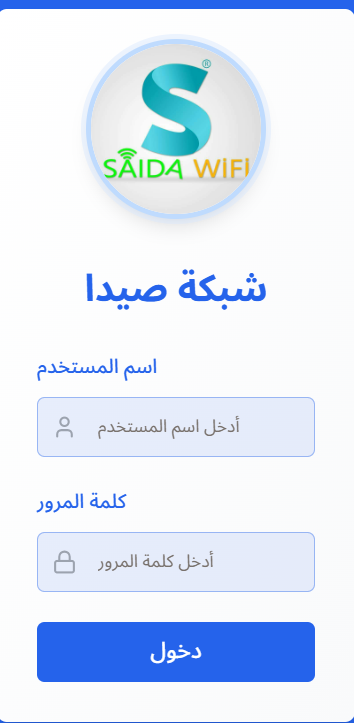 ®
SAIDA WIFI
شبكة صيدا
اسم المستخدم
أدخل اسم المستخدم
كلمة المرور
أدخل كلمة المرور
دخول